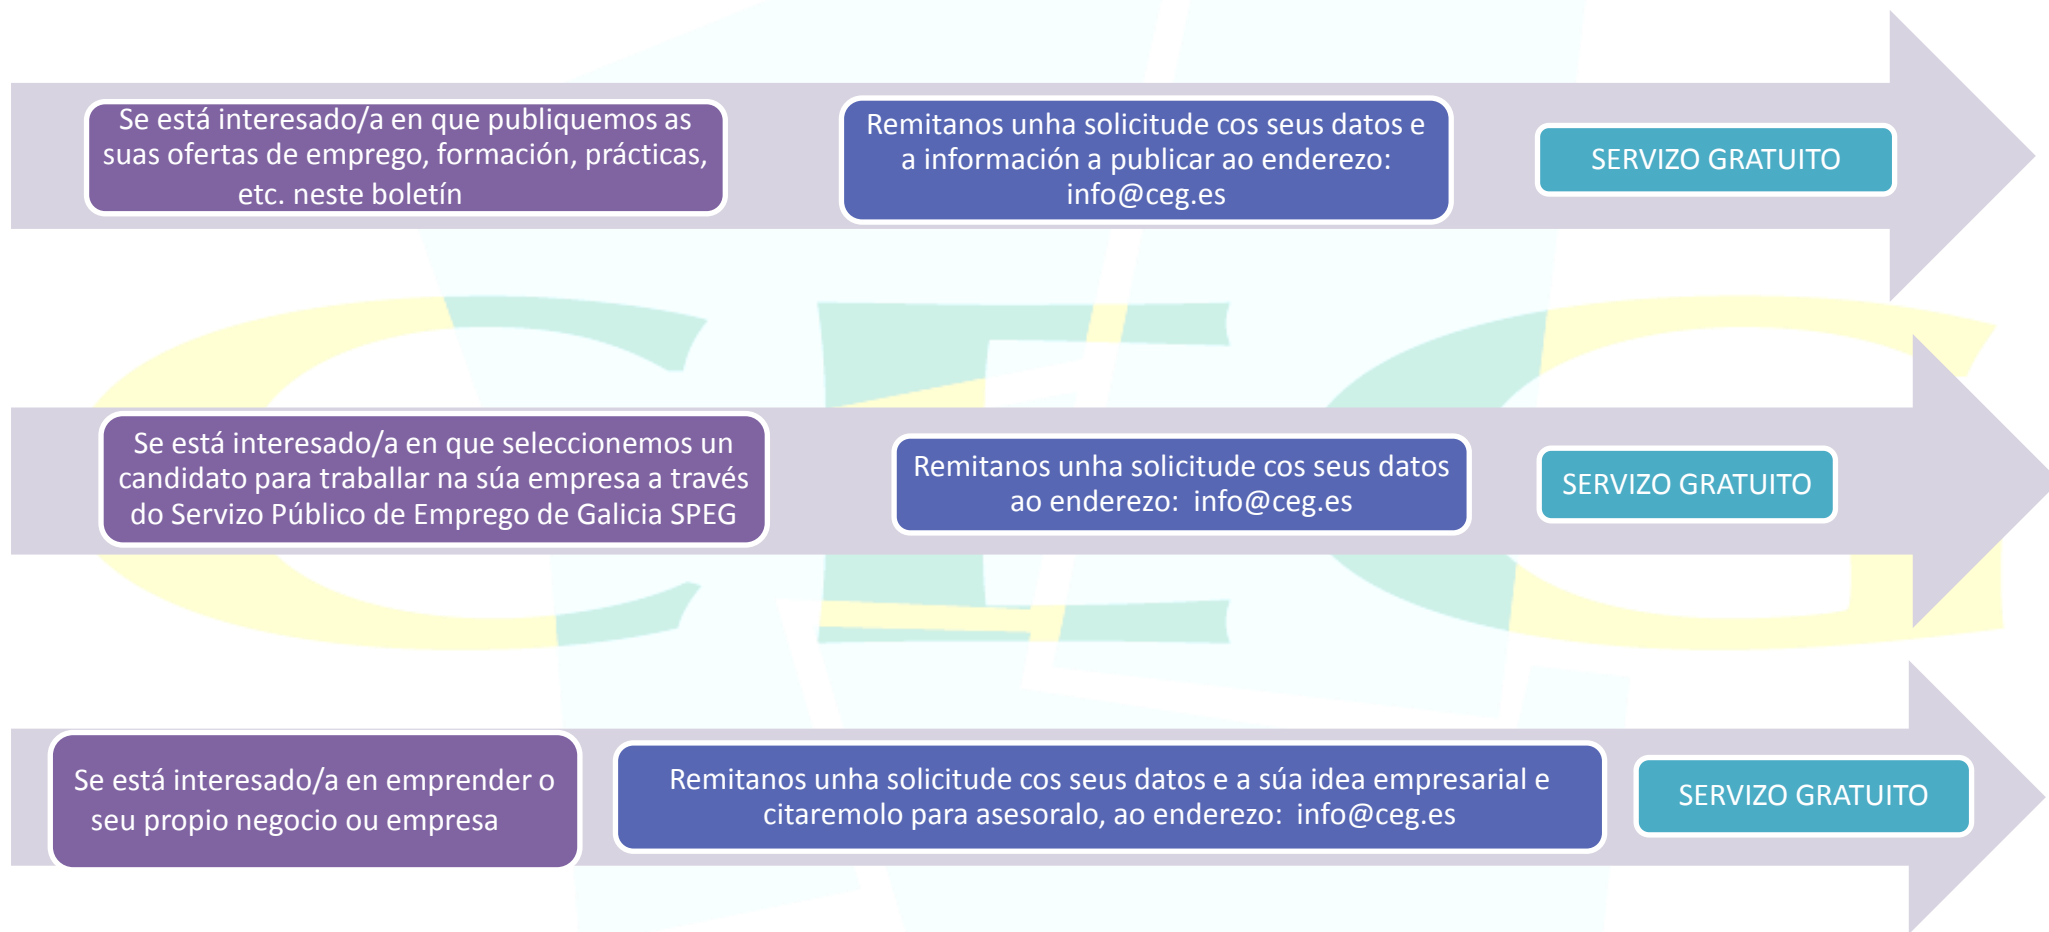 Se está interesado/a en que publiquemos as
suas ofertas de emprego, formación, prácticas,
etc. neste boletín
Remitanos unha solicitude cos seus datos e
a información a publicar ao enderezo:
info@ceg.es
SERVIZO GRATUITO
CEG
Se está interesado/a en que seleccionemos un
candidato para traballar na súa empresa a través
do Servizo Público de Emprego de Galicia SPEG
Remitanos unha solicitude cos seus datos
ao enderezo: info@ceg.es
SERVIZO GRATUITO
Se está interesado/a en emprender o
seu propio negocio ou empresa
Remitanos unha solicitude cos seus datos e a súa idea empresarial e
citaremolo para asesoralo, ao enderezo: info@ceg.es
SERVIZO GRATUITO